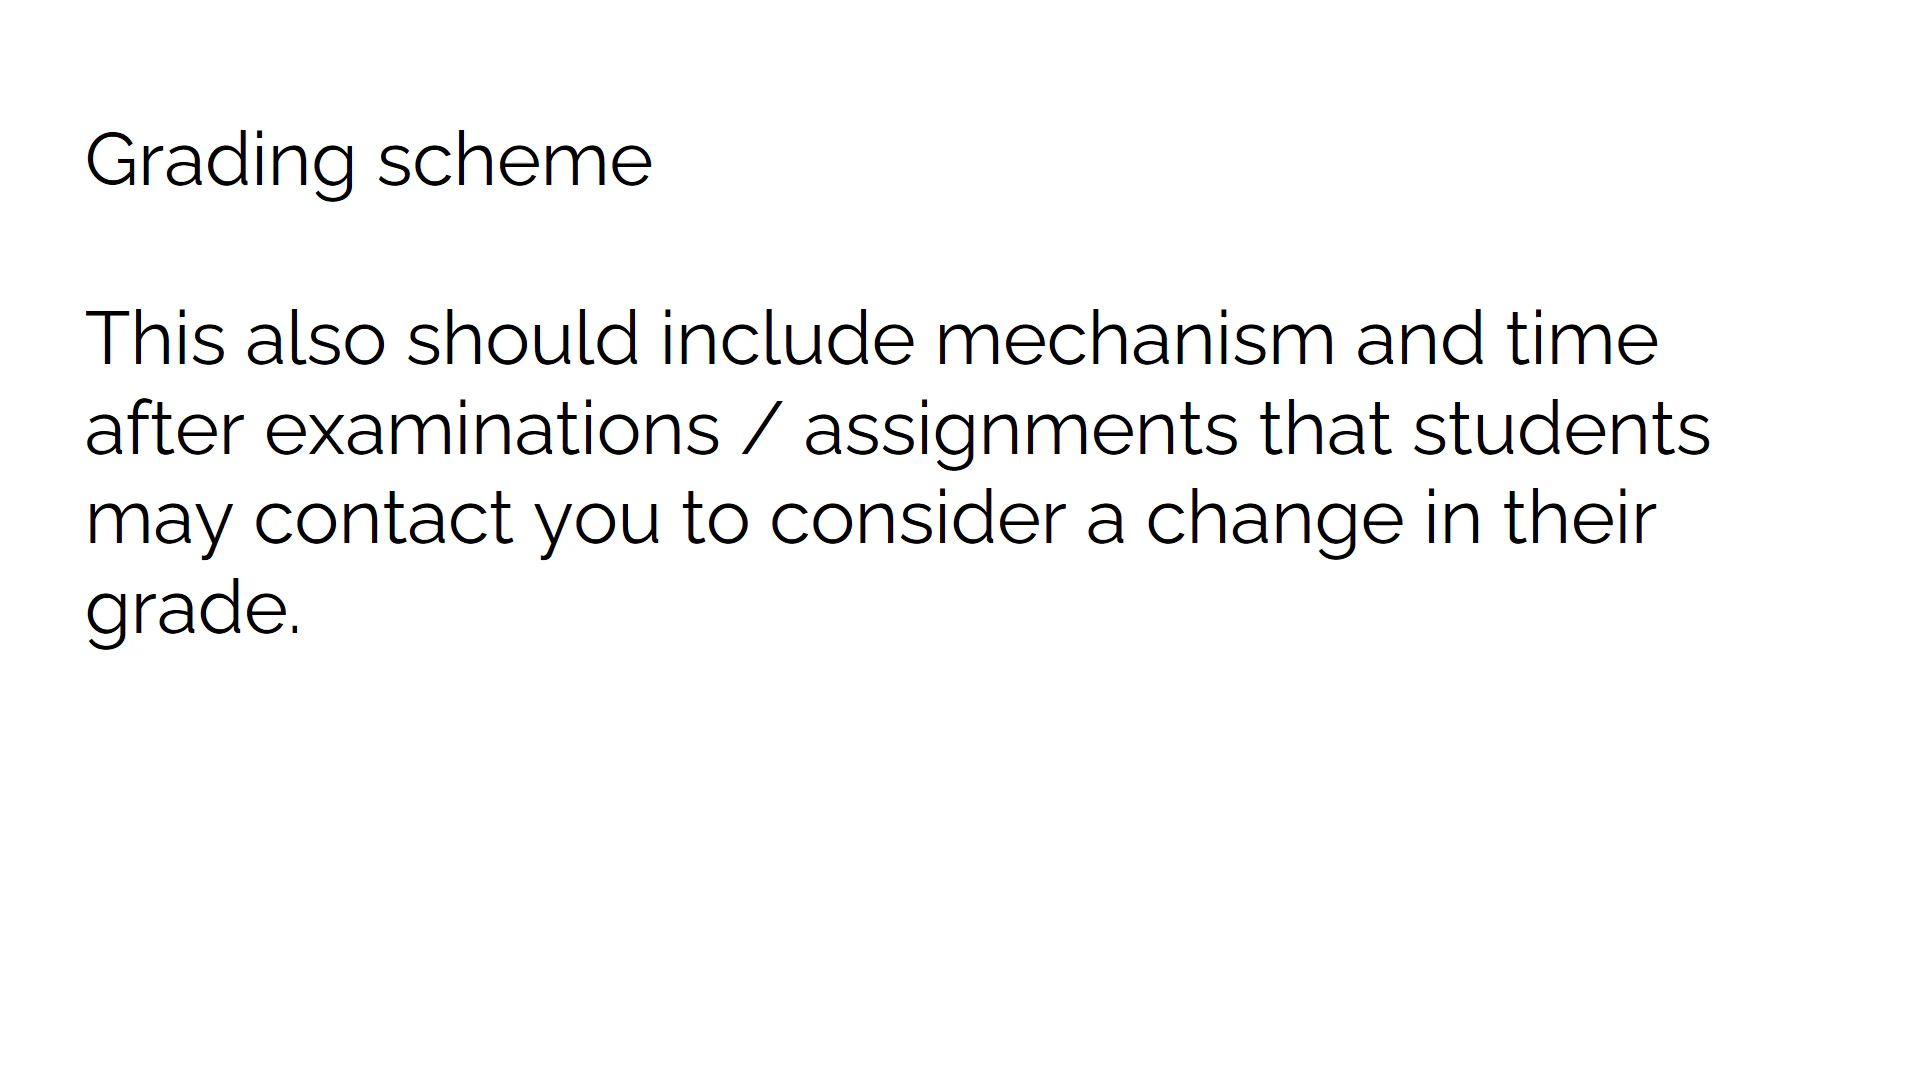 Grading scheme
This also should include mechanism and time
after examinations / assignments that students
may contact you to consider a change in their
grade.